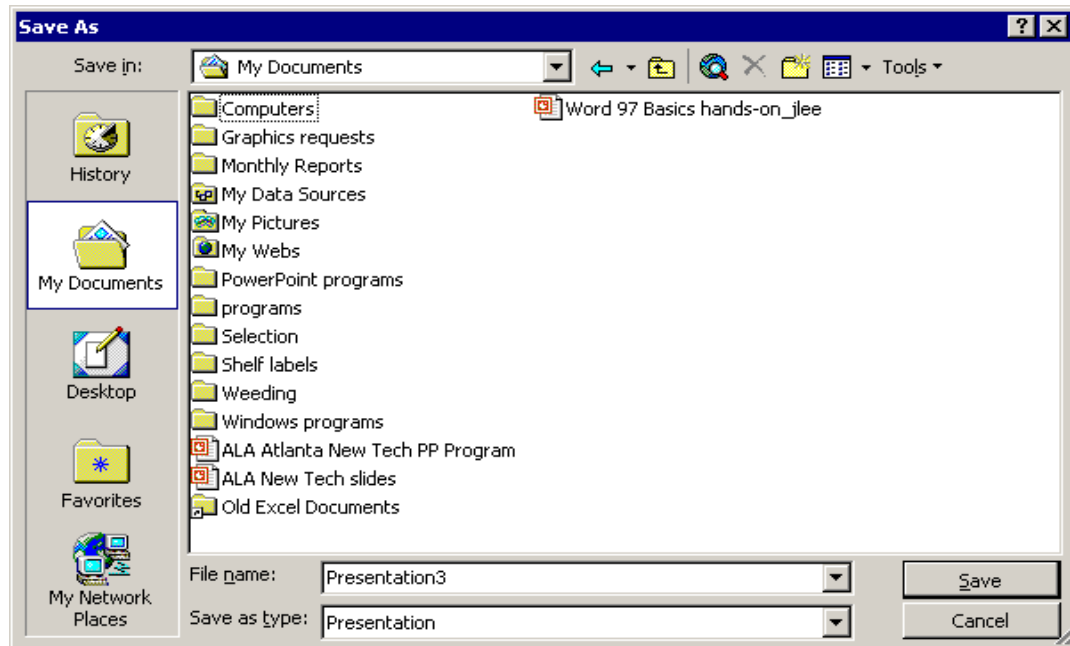 Save As
Save in:
My Documents
Tools
History
My Documents
Desktop
Favorites
My Network
Places
Computers
Graphics requests
Monthly Reports
My Data Sources
My Pictures
My Webs
PowerPoint programs
programs
Selection
Shelf labels
Weeding
Windows programs
ALA Atlanta New Tech PP Program
ALA New Tech slides
Old Excel Documents
Word 97 Basics hands-on_jlee
File name:
Presentation3
Save
Save as type:
Presentation
Cancel